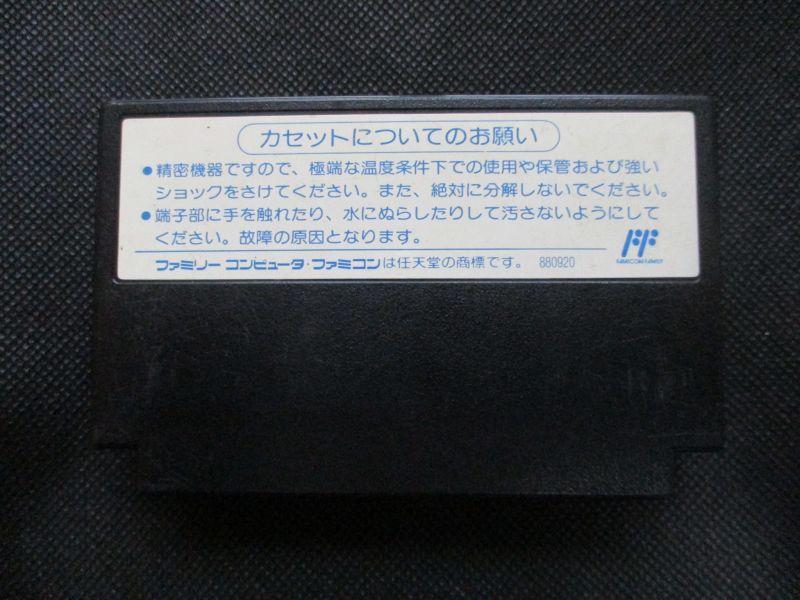 カセットについてのお願い
●精密機器ですので、極端な温度条件下での使用や保管および強い
ショックをさけてください。また、絶対に分解しないでください。
●端子部に手を触れたり、水にぬらしたりして汚さないようにして
ください。故障の原因となります。
ファミリーコンピュータ・ファミコンは任天堂の商標です。 880920
FAMICOM FAMILY